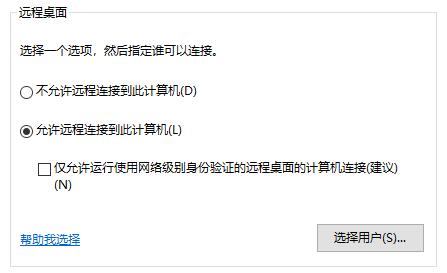 远程桌面
选择一个选项，然后指定谁可以连接。
不允许远程连接到此计算机(D)
允许远程连接到此计算机(L)
仅允许运行使用网络级别身份验证的远程桌面的计算机连接(建议)
(N)
帮助我选择
选择用户(S)...